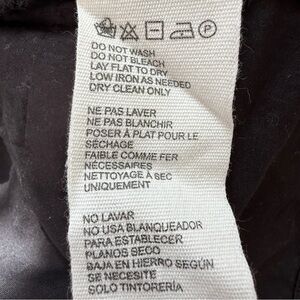 DO NOT WASH
DO NOT BLEACH
LAY FLAT TO DRY
LOW IRON AS NEEDED
DRY CLEAN ONLY
NE PAS LAVER
NE PAS BLANCHIR
POSER À PLAT POUR LE
SÉCHAGE
FAIBLE COMME FER
NÉCESSAIRES
NETTOYAGE À SEC
UNIQUEMENT
NO LAVAR
NO USA BLANQUEADOR
PARA ESTABLECER
PLANOS SECO
BAJA EN HIERRO SEGÚN
SE NECESITE
SOLO TINTORERÍA